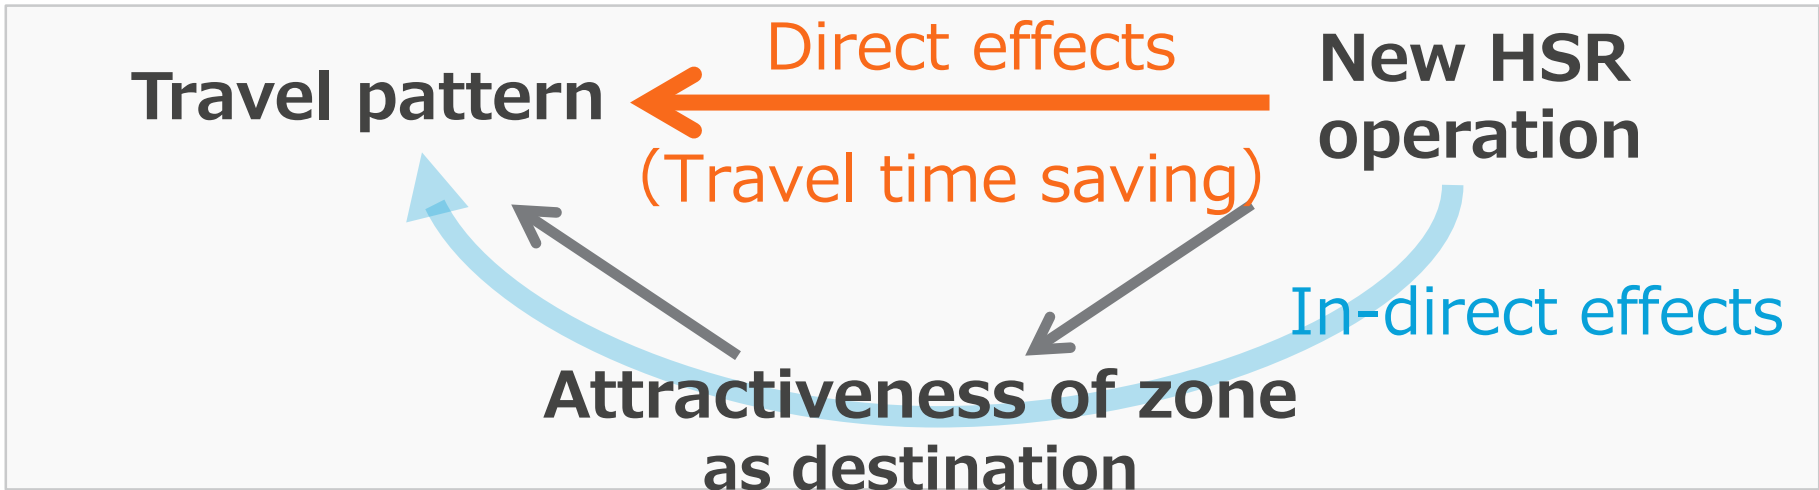 Travel pattern
Direct effects
(Travel time saving)
New HSR
operation
In-direct effects
Attractiveness of zone
as destination